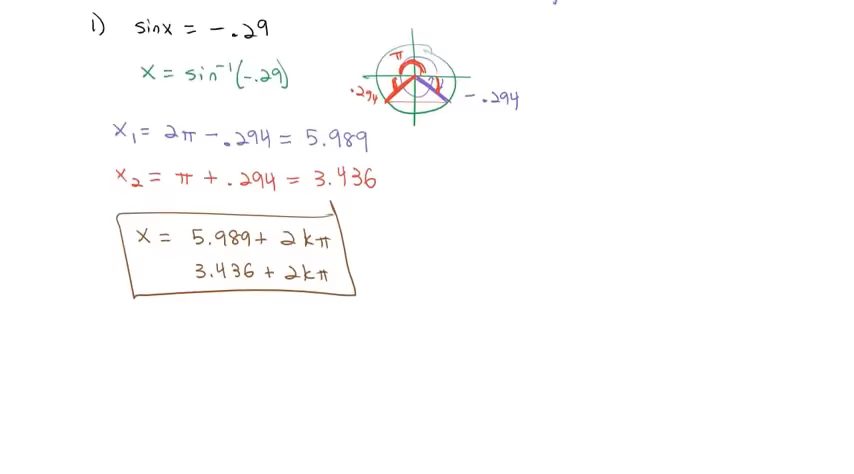 1) sinx = -.29
x = sin⁻¹(-.29)
π
.294
-.294
x₁ = 2π - .294 = 5.989
x₂ = π + .294 = 3.436
x = 5.989 + 2kπ
3.436 + 2kπ